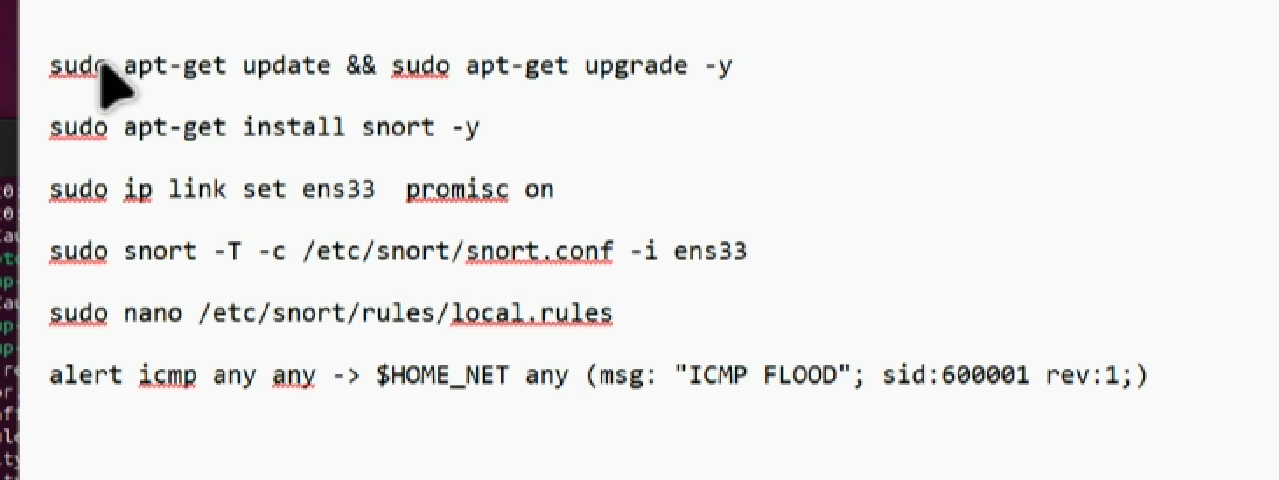 sudo apt-get update && sudo apt-get upgrade -y
sudo apt-get install snort -y
sudo ip link set ens33  promisc on
sudo snort -T -c /etc/snort/snort.conf -i ens33
sudo nano /etc/snort/rules/local.rules
alert icmp any any -> $HOME_NET any (msg: "ICMP FLOOD"; sid:600001 rev:1;)